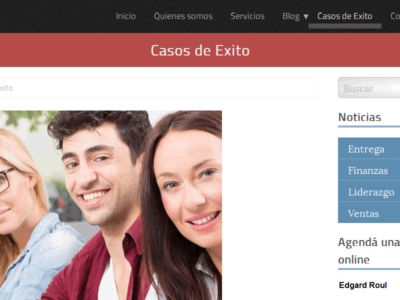 Inicio Quienes somos Servicios Blog ▼ Casos de Exito Co
Casos de Exito
xito
Buscar
Noticias
Entrega
Finanzas
Liderazgo
Ventas
Agendá una
online
Edgard Roul